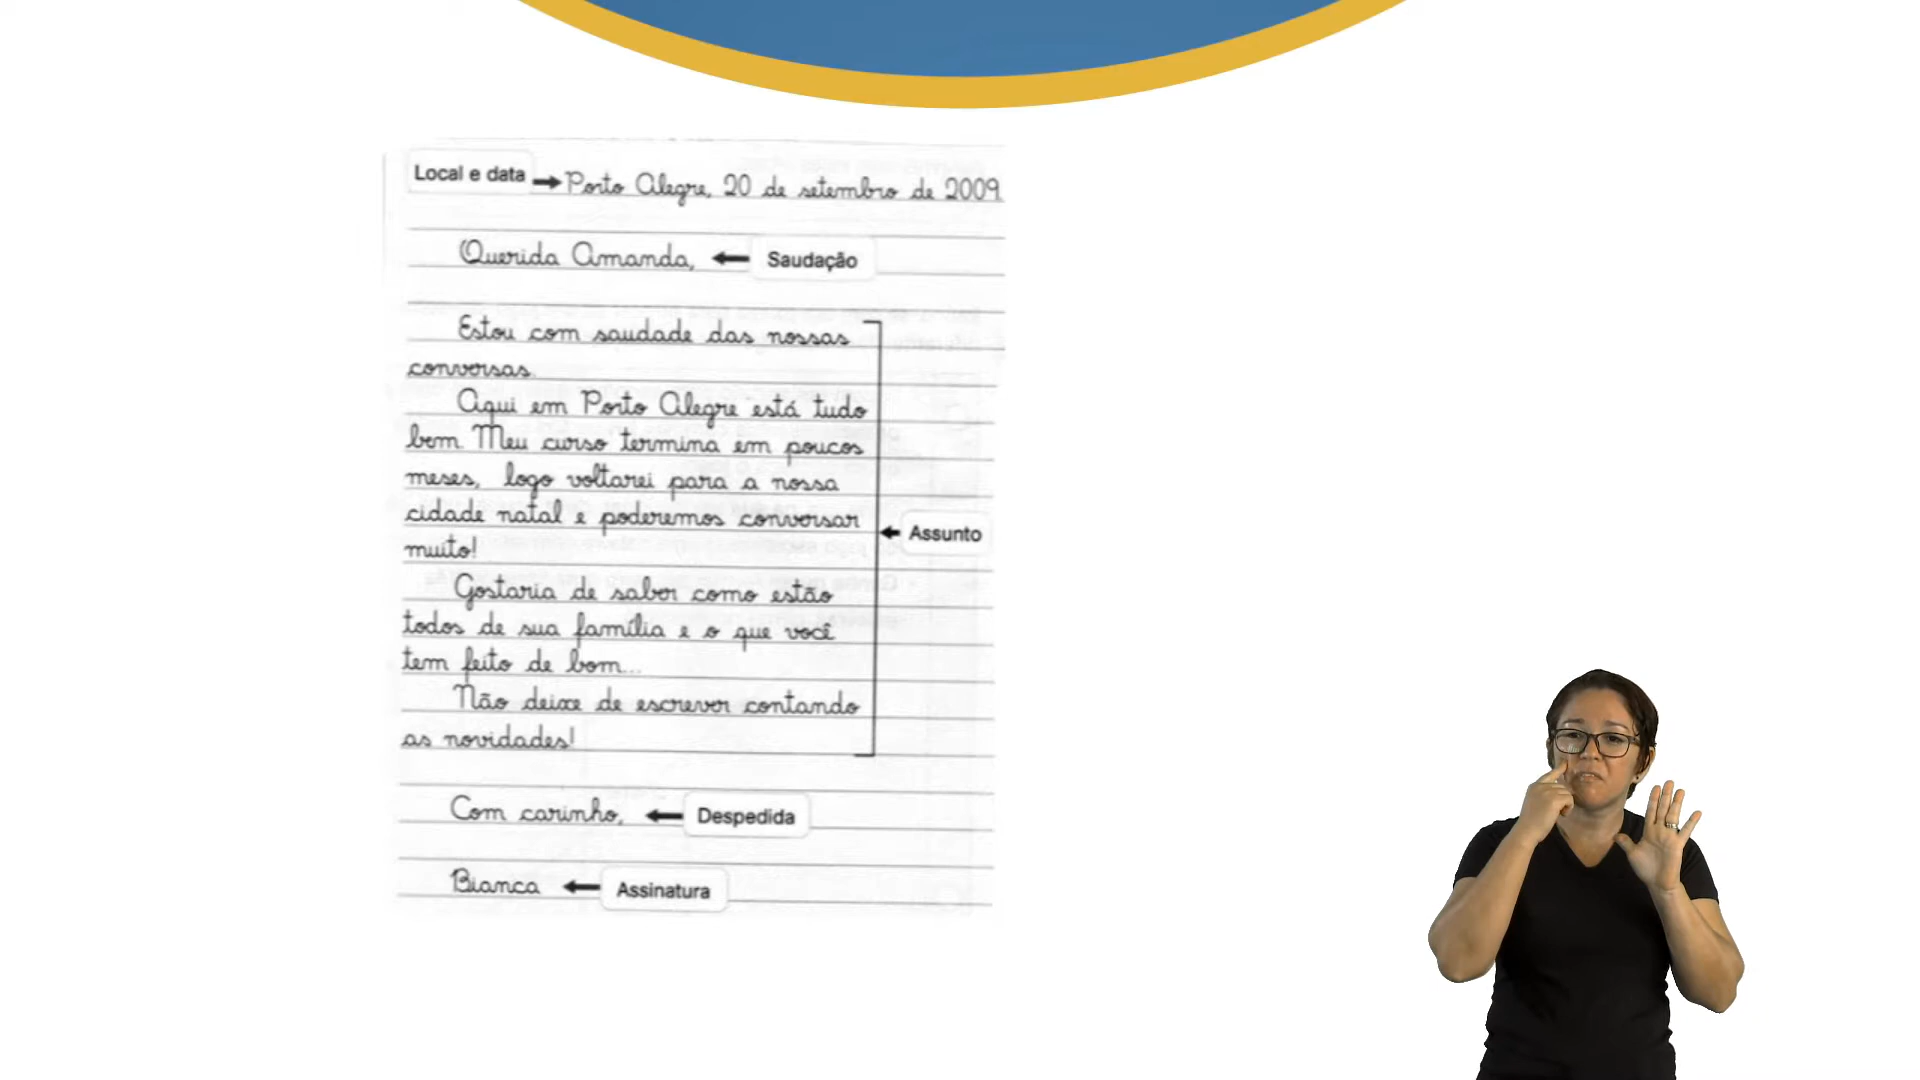 Local e data Porto Alegre, 20 de setembro de 2009.
Querida Amanda, Saudação
Estou com saudade das nossas
conversas.
Aqui em Porto Alegre está tudo
bem. Meu curso termina em poucos
meses, logo voltarei para a nossa
cidade natal e poderemos conversar
muito!
Assunto
Gostaria de saber como estão
todos de sua família e o que você
tem feito de bom...
Não deixe de escrever contando
as novidades!
Com carinho, Despedida
Bianca Assinatura